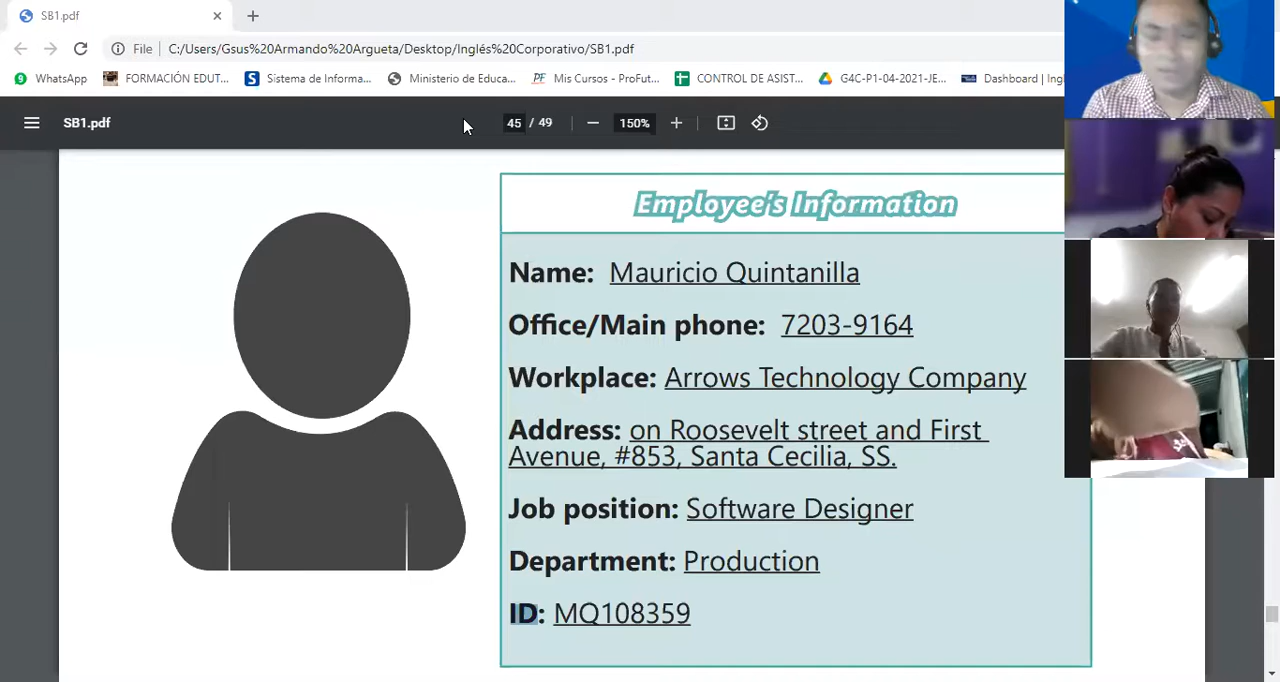 SB1.pdf
File C:/Users/Gsus%20Armando%20Argueta/Desktop/Inglés%20Corporativo/SB1.pdf
WhatsApp FORMACIÓN EDUT... Sistema de Informa... Ministerio de Educa... Mis Cursos - ProFut... CONTROL DE ASIST... G4C-P1-04-2021-JE... Dashboard | Ingl
SB1.pdf 45 / 49 150%
Employee's Information
Name: Mauricio Quintanilla
Office/Main phone: 7203-9164
Workplace: Arrows Technology Company
Address: on Roosevelt street and First
Avenue, #853, Santa Cecilia, SS.
Job position: Software Designer
Department: Production
ID: MQ108359